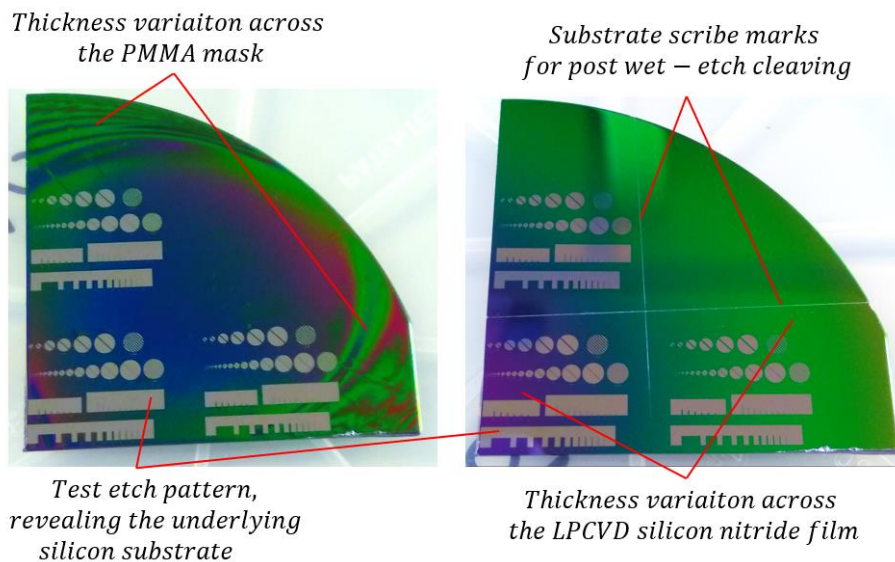 Thickness variaiton across
the PMMA mask
Substrate scribe marks
for post wet − etch cleaving
Test etch pattern,
revealing the underlying
silicon substrate
Thickness variaiton across
the LPCVD silicon nitride film